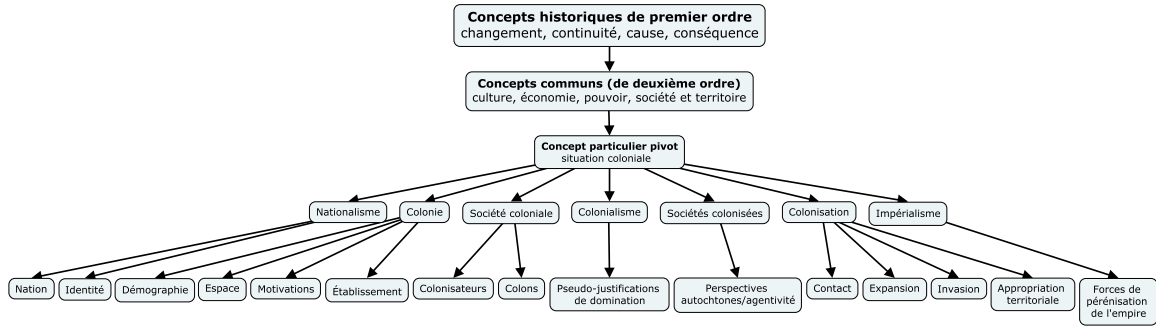 Concepts historiques de premier ordre
changement, continuité, cause, conséquence
Concepts communs (de deuxième ordre)
culture, économie, pouvoir, société et territoire
Concept particulier pivot
situation coloniale
Nationalisme
Colonie
Société coloniale
Colonialisme
Sociétés colonisées
Colonisation
Impérialisme
Nation
Identité
Démographie
Espace
Motivations
Établissement
Colonisateurs
Colons
Pseudo-justifications
de domination
Perspectives
autochtones/agentivité
Contact
Expansion
Invasion
Appropriation
territoriale
Forces de
pérénisation
de l'empire